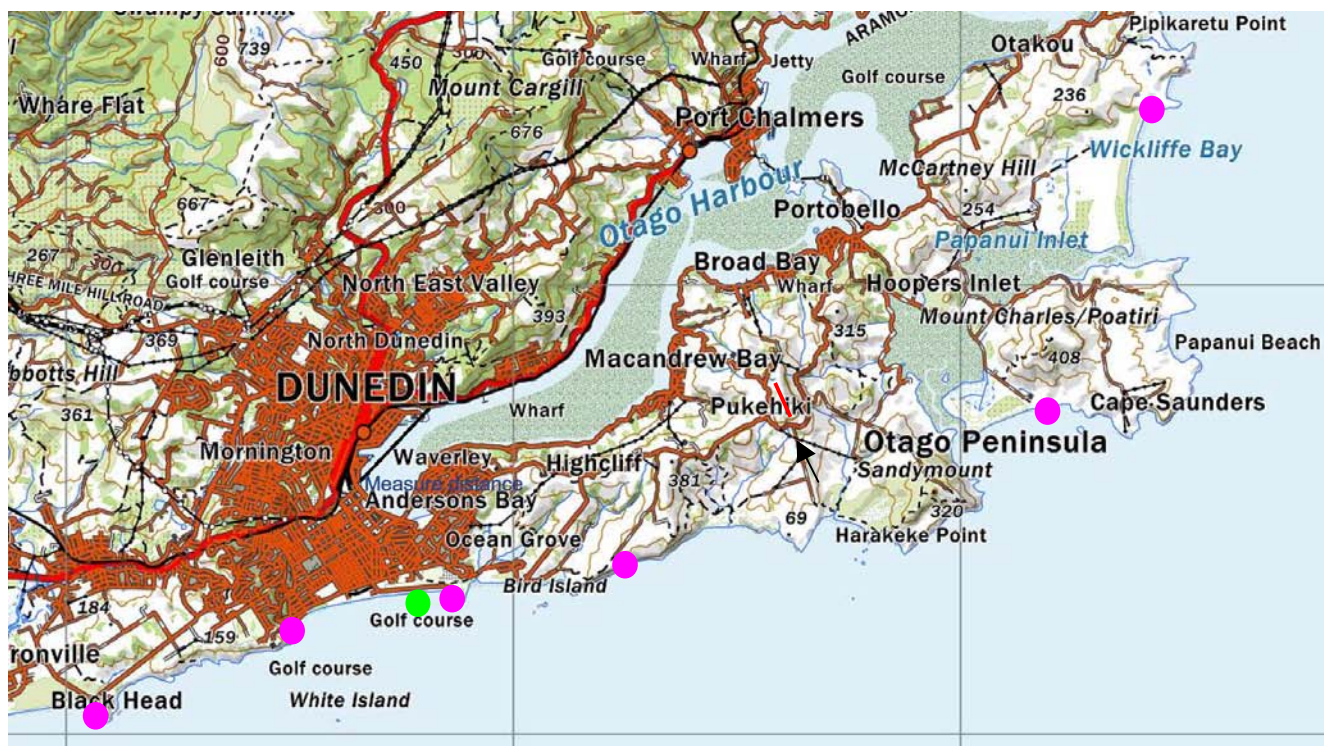 Pipikaretu Point
739
600
450
300
Golf course
Wharf
Jetty
Otakou
Mount Cargill
Golf course
236
Whare Flat
Port Chalmers
676
Wickliffe Bay
McCartney Hill
667
300
Otago Harbour
Portobello
254
267
300
Glenleith
Papanui Inlet
Broad Bay
Golf course
North East Valley
Wharf
Hoopers Inlet
393
315
Mount Charles/Poatiri
369
North Dunedin
Macandrew Bay
408
Papanui Beach
DUNEDIN
361
Wharf
Pukehiki
Cape Saunders
Mornington
Waverley
Highcliff
Otago Peninsula
Measure distance
381
Sandymount
Andersons Bay
320
69
Ocean Grove
Harakeke Point
Bird Island
184
Golf course
159
ronville
Golf course
Black Head
White Island